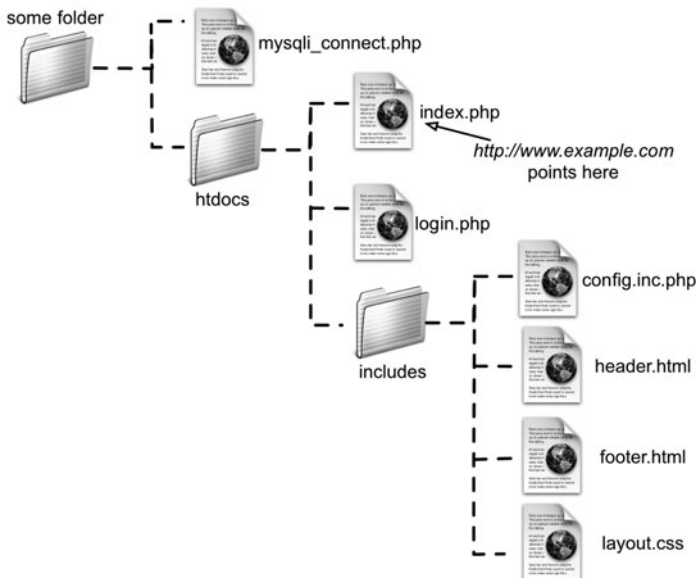 some folder
mysqli_connect.php
index.php
http://www.example.com
points here
htdocs
login.php
config.inc.php
includes
header.html
footer.html
layout.css